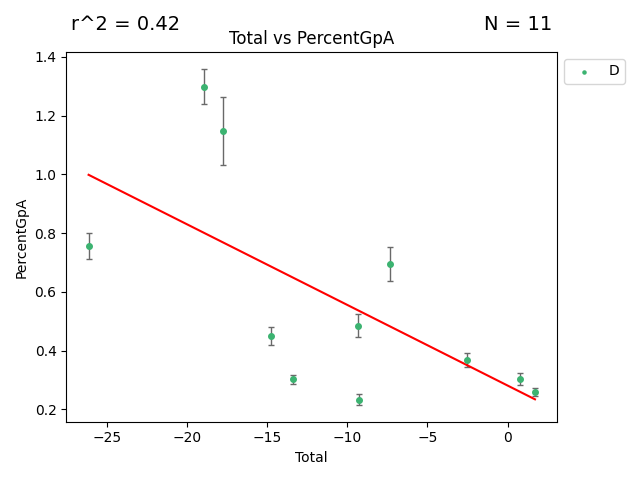 r^2 = 0.42
N = 11
Total vs PercentGpA
D
PercentGpA
1.4
1.2
1.0
0.8
0.6
0.4
0.2
−25
−20
−15
−10
−5
0
Total